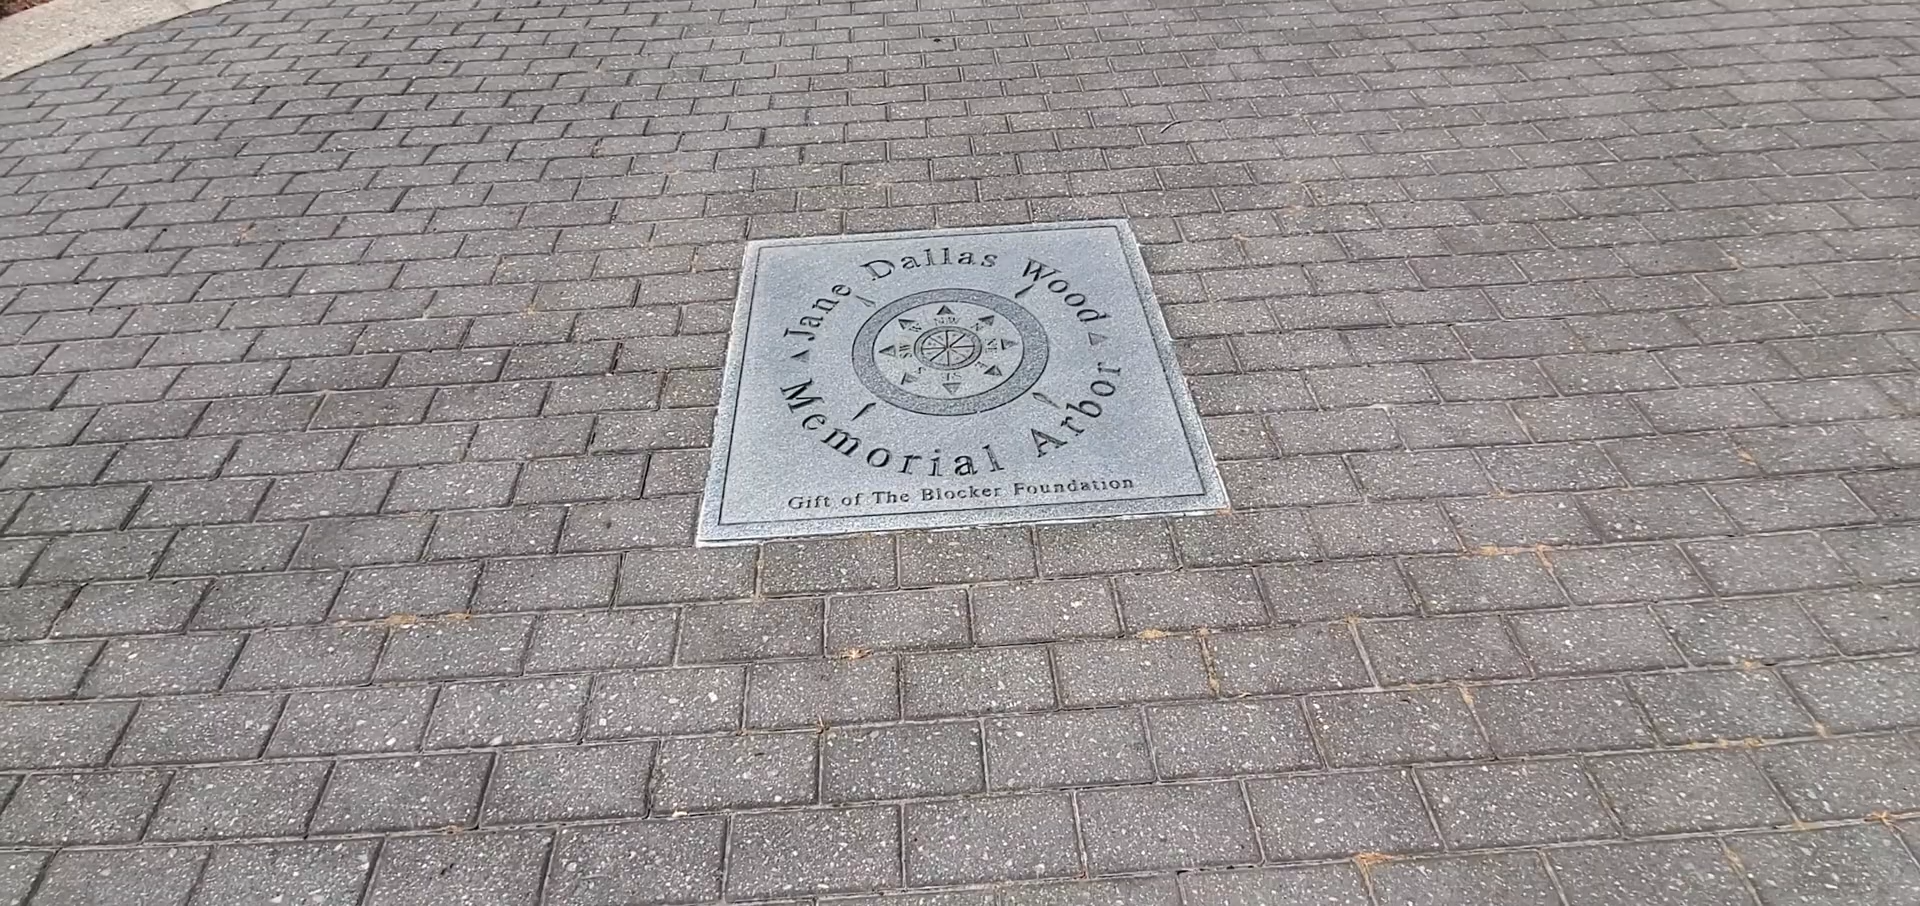 Jane Dallas Wood
Memorial Arbor
Gift of The Blocker Foundation